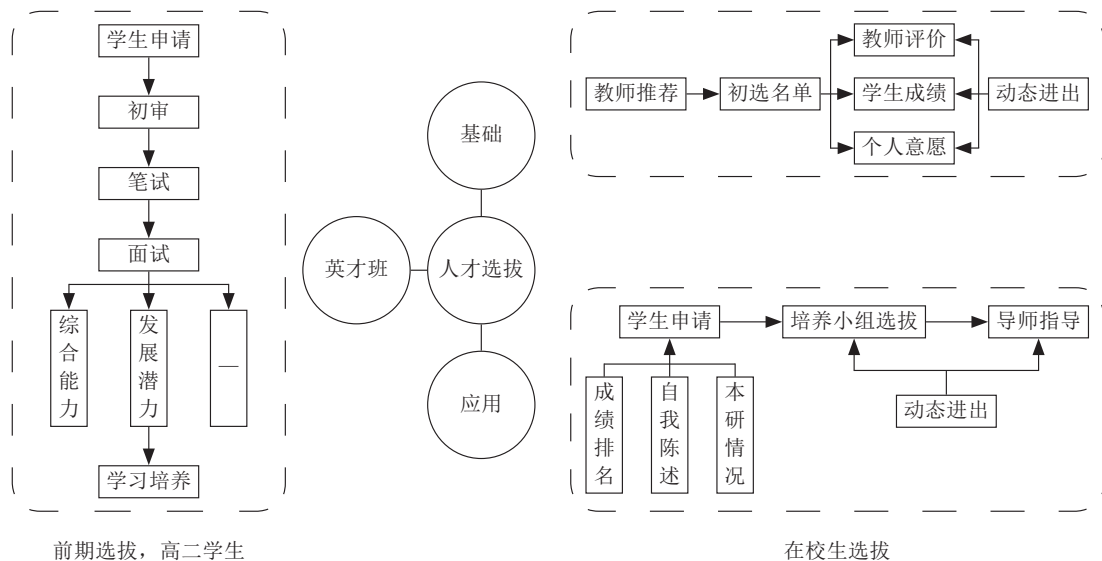 学生申请
初审
笔试
面试
综合能力
发展潜力
—
学习培养
前期选拔，高二学生
基础
英才班
人才选拔
应用
教师推荐
初选名单
教师评价
学生成绩
个人意愿
动态进出
学生申请
培养小组选拔
导师指导
成绩排名
自我陈述
本研情况
动态进出
在校生选拔